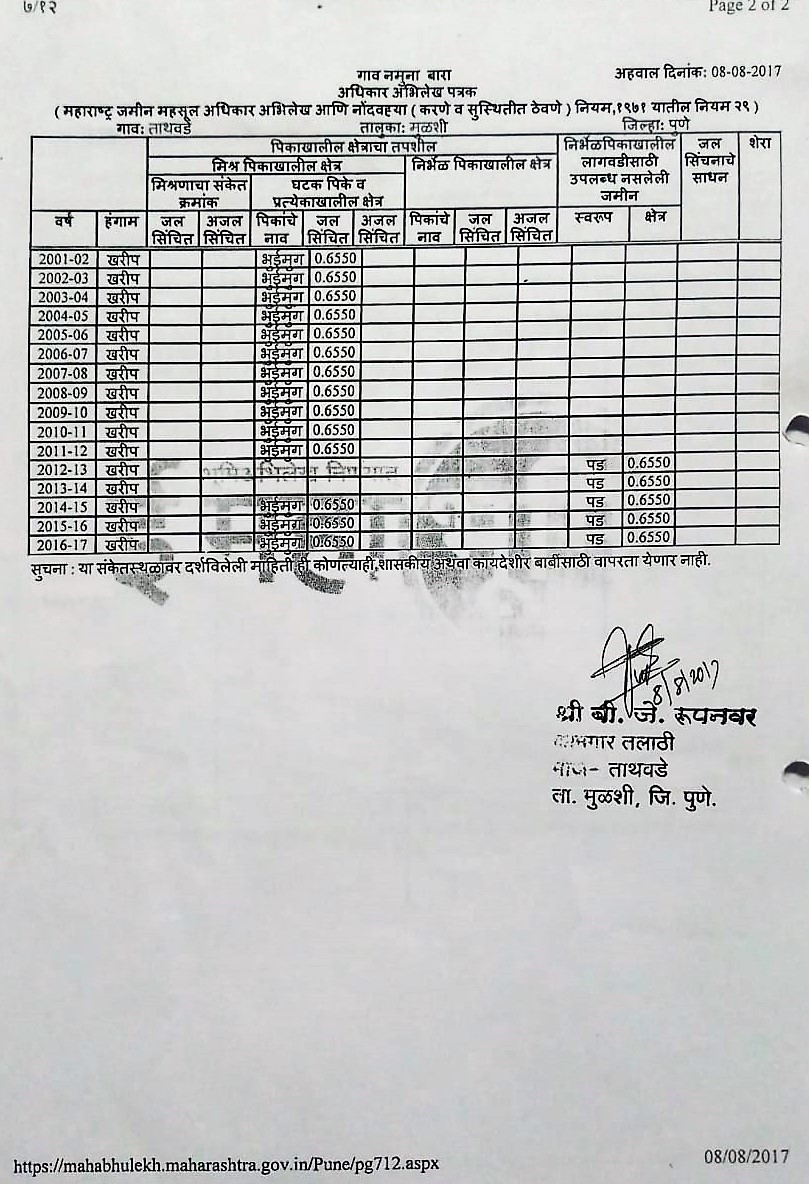 ७/१२
Page 2 of 2
गाव नमुना बारा
अहवाल दिनांक: 08-08-2017
अधिकार अभिलेख पत्रक
( महाराष्ट्र जमीन महसूल अधिकार अभिलेख आणि नोंदवह्या ( करणे व सुस्थितीत ठेवणे ) नियम,१९७१ यातील नियम २९ )
गाव: ताथवडे तालुका: मुळशी जिल्हा: पुणे
पिकाखालील क्षेत्राचा तपशील
मिश्र पिकाखालील क्षेत्र
निर्भेळ पिकाखालील क्षेत्र
निर्भेळपिकाखालील
लागवडीसाठी
उपलब्ध नसलेली
जमीन
जल
सिंचनाचे
साधन
शेरा
मिश्रणाचा संकेत
क्रमांक
घटक पिके व
प्रत्येकाखालील क्षेत्र
वर्ष हंगाम जल
सिंचित अजल
सिंचित पिकांचे
नाव जल
सिंचित अजल
सिंचित पिकांचे
नाव जल
सिंचित अजल
सिंचित स्वरूप क्षेत्र
2001-02 खरीप भुईमुग 0.6550
2002-03 खरीप भुईमुग 0.6550
2003-04 खरीप भुईमुग 0.6550
2004-05 खरीप भुईमुग 0.6550
2005-06 खरीप भुईमुग 0.6550
2006-07 खरीप भुईमुग 0.6550
2007-08 खरीप भुईमुग 0.6550
2008-09 खरीप भुईमुग 0.6550
2009-10 खरीप भुईमुग 0.6550
2010-11 खरीप भुईमुग 0.6550
2011-12 खरीप भुईमुग 0.6550
2012-13 खरीप पड 0.6550
2013-14 खरीप पड 0.6550
2014-15 खरीप भुईमुग 0.6550 पड 0.6550
2015-16 खरीप भुईमुग 0.6550 पड 0.6550
2016-17 खरीप भुईमुग 0.6550 पड 0.6550
सुचना : या संकेतस्थळावर दर्शविलेली माहिती ही कोणत्याही शासकीय अथवा कायदेशीर बाबींसाठी वापरता येणार नाही.
8/8/2017
श्री बी. जे. रूपनवर
कामगार तलाठी
ताथवडे
ता. मुळशी, जि. पुणे.
https://mahabhulekh.maharashtra.gov.in/Pune/pg712.aspx
08/08/2017